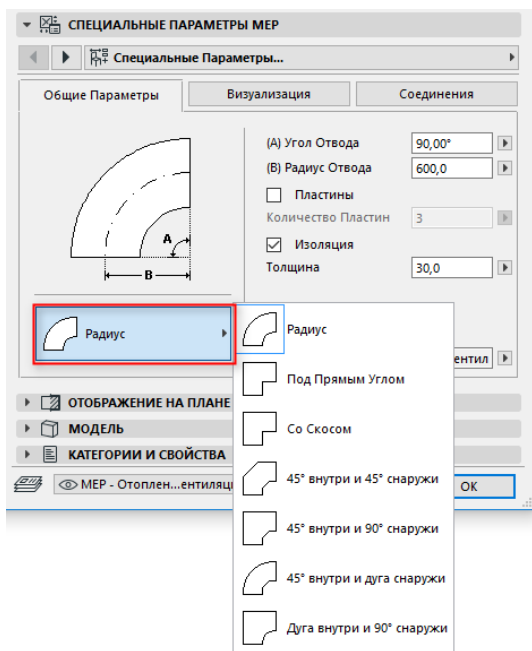 СПЕЦИАЛЬНЫЕ ПАРАМЕТРЫ МЕР
Специальные Параметры...
Общие Параметры Визуализация Соединения
(А) Угол Отвода 90,00°
(В) Радиус Отвода 600,0
Пластины
Количество Пластин 3
Изоляция
Толщина 30,0
A
B
Радиус
ентил
ОТОБРАЖЕНИЕ НА ПЛАНЕ
МОДЕЛЬ
КАТЕГОРИИ И СВОЙСТВА
МЕР - Отоплен...ентиляц
OK
Радиус
Под Прямым Углом
Со Скосом
45° внутри и 45° снаружи
45° внутри и 90° снаружи
45° внутри и дуга снаружи
Дуга внутри и 90° снаружи